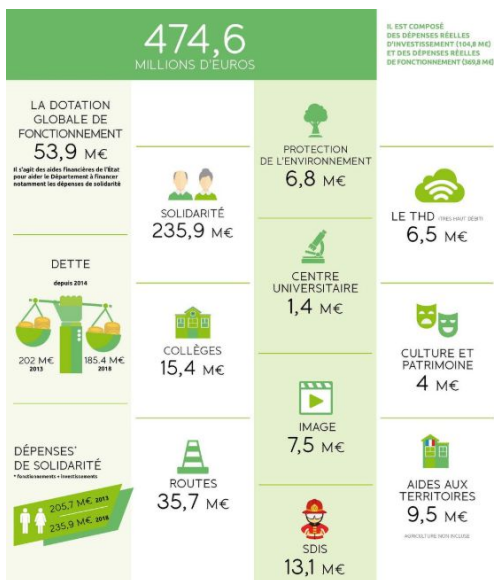 474,6
MILLIONS D'EUROS
IL EST COMPOSÉ
DES DÉPENSES RÉELLES
D'INVESTISSEMENT (104,8 M€)
ET DES DÉPENSES RÉELLES
DE FONCTIONNEMENT (369,8 M€)
LA DOTATION
GLOBALE DE
FONCTIONNEMENT
53,9 M€
Il s'agit des aides financières de l'État
pour aider le Département à financer
notamment les dépenses de solidarité
DETTE
depuis 2014
202 M€
2013
185.4 M€
2018
DÉPENSES*
DE SOLIDARITÉ
* fonctionnements + investissements
205,7 M€ 2013
235,9 M€ 2018
SOLIDARITÉ
235,9 M€
COLLÈGES
15,4 M€
ROUTES
35,7 M€
PROTECTION
DE L'ENVIRONNEMENT
6,8 M€
CENTRE
UNIVERSITAIRE
1,4 M€
IMAGE
7,5 M€
SDIS
13,1 M€
LE THD (TRÈS HAUT DÉBIT)
6,5 M€
CULTURE ET
PATRIMOINE
4 M€
AIDES AUX
TERRITOIRES
9,5 M€
AGRICULTURE NON INCLUSE